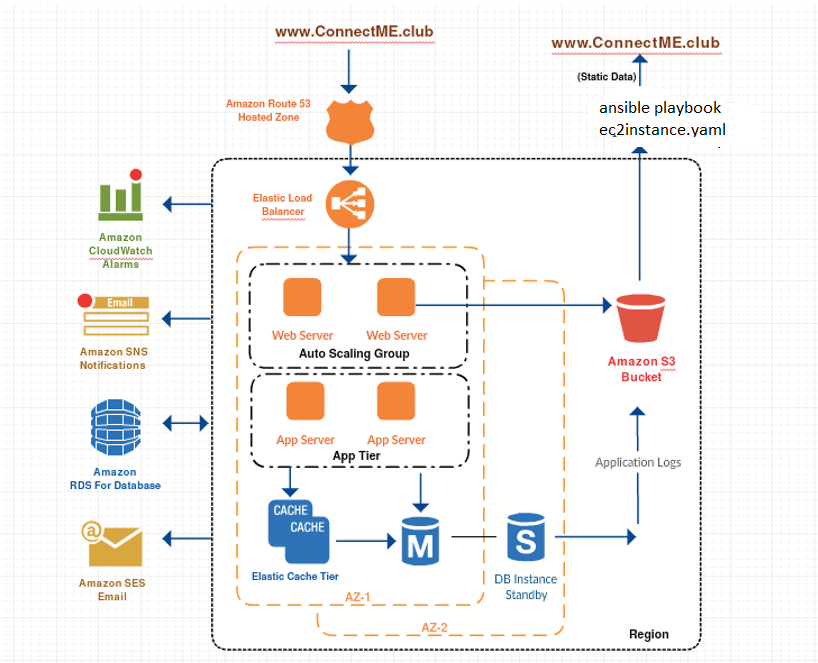 www.ConnectME.club
www.ConnectME.club
(Static Data)
Amazon Route 53
Hosted Zone
ansible playbook
ec2instance.yaml
Elastic Load
Balancer
Amazon
CloudWatch
Alarms
Email
Amazon SNS
Notifications
Web Server
Web Server
Auto Scaling Group
Amazon S3
Bucket
App Server
App Server
App Tier
Application Logs
Amazon
RDS For Database
CACHE
CACHE
M
S
Elastic Cache Tier
DB Instance
Standby
@
Amazon SES
Email
AZ-1
AZ-2
Region